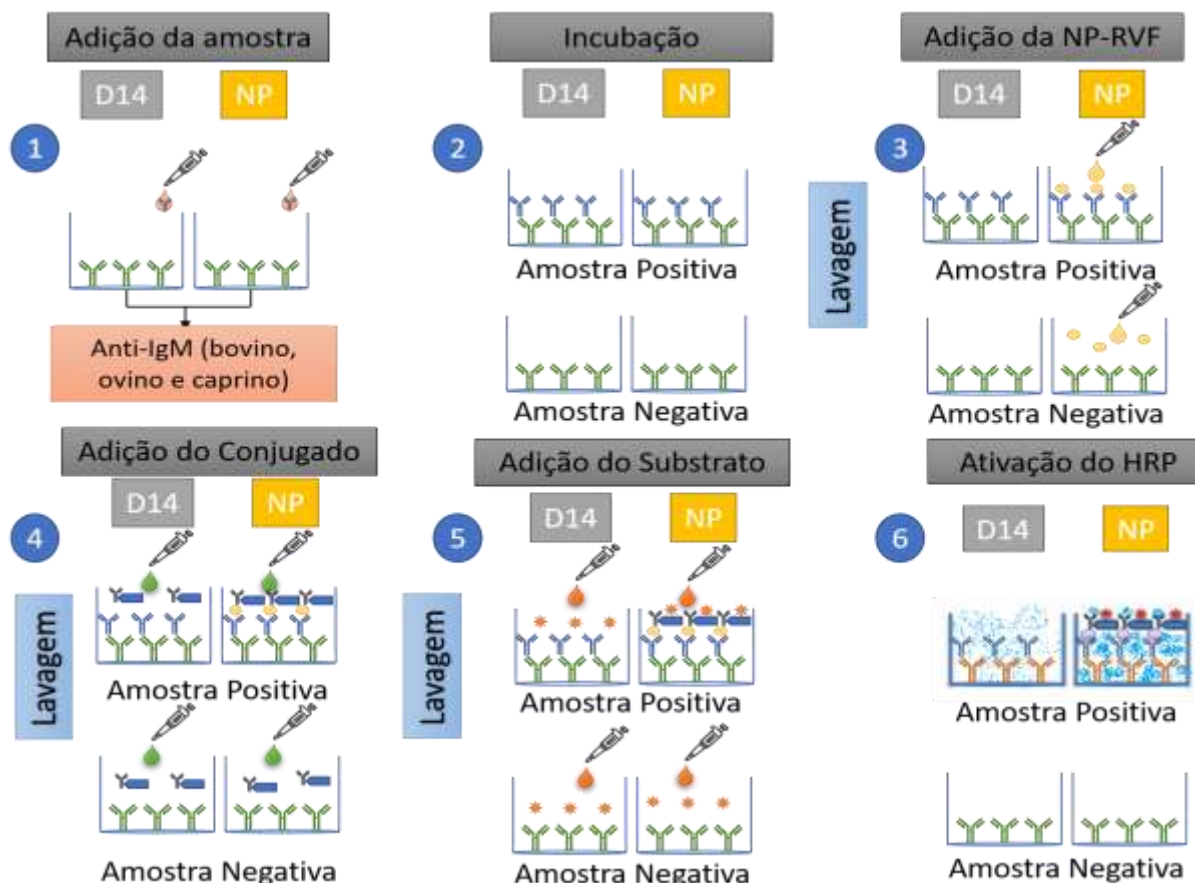 Adição da amostra
D14 NP
1
Anti-IgM (bovino,
ovino e caprino)
Incubação
D14 NP
2
Amostra Positiva
Amostra Negativa
Adição da NP-RVF
D14 NP
3
Lavagem
Amostra Positiva
Amostra Negativa
Adição do Conjugado
D14 NP
4
Lavagem
Amostra Positiva
Amostra Negativa
Adição do Substrato
D14 NP
5
Lavagem
Amostra Positiva
Amostra Negativa
Ativação do HRP
D14 NP
6
Amostra Positiva
Amostra Negativa